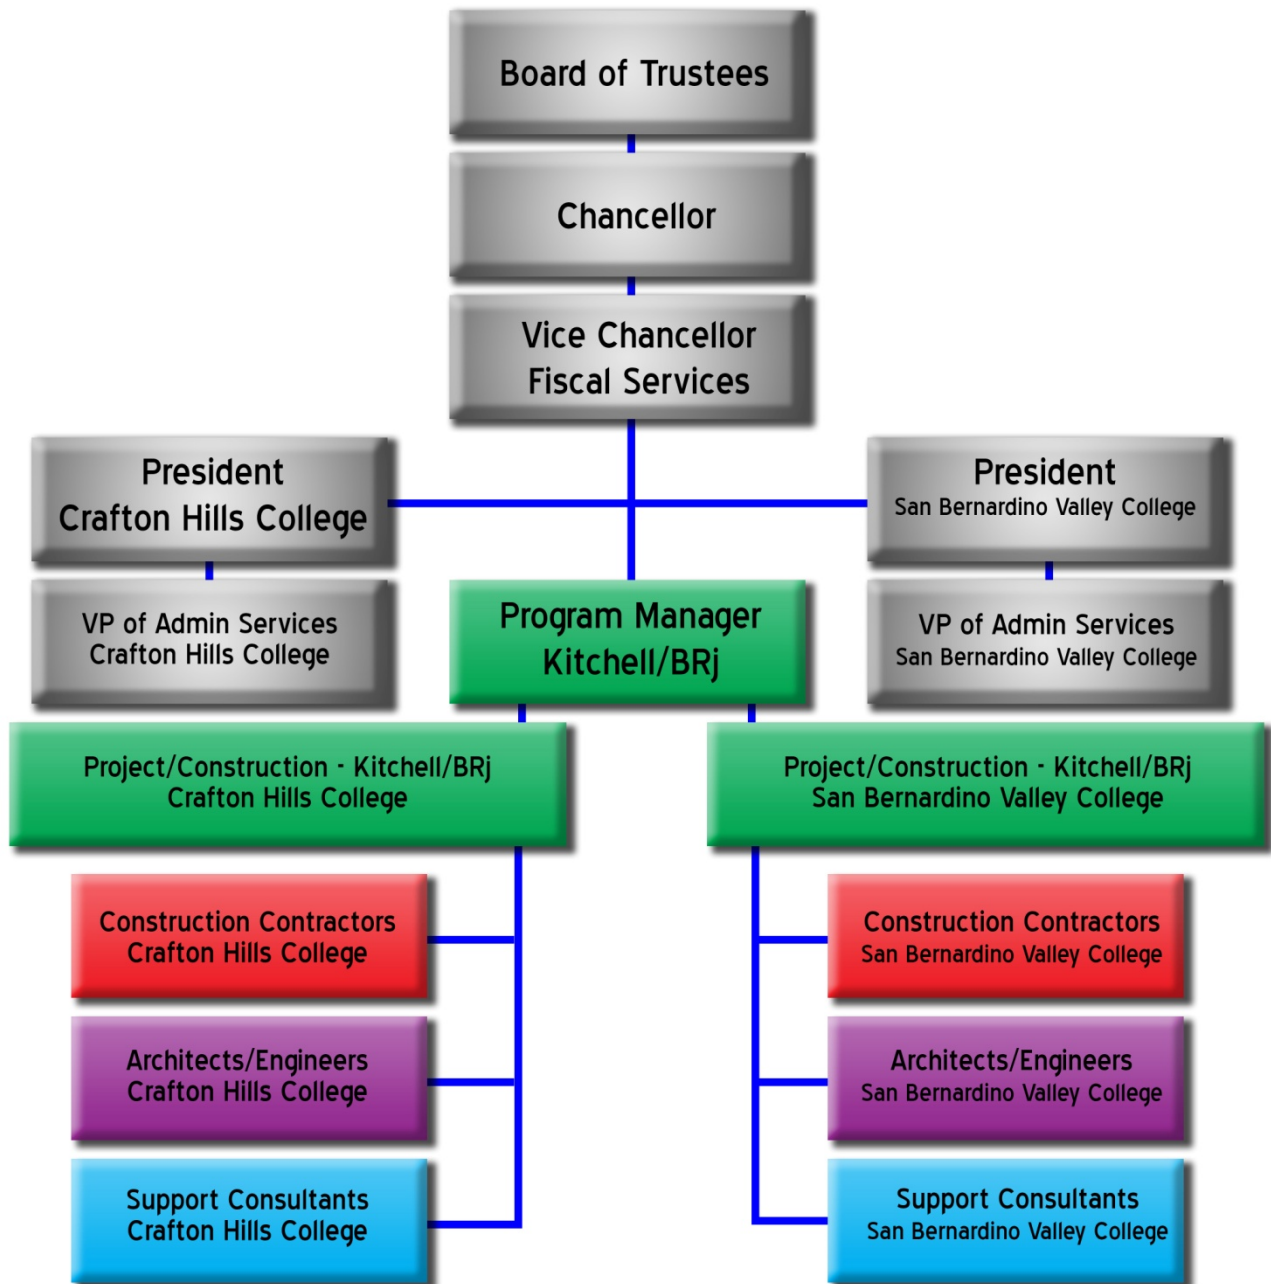 Board of Trustees
Chancellor
Vice Chancellor
Fiscal Services
President
Crafton Hills College
President
San Bernardino Valley College
VP of Admin Services
Crafton Hills College
Program Manager
Kitchell/BRj
VP of Admin Services
San Bernardino Valley College
Project/Construction - Kitchell/BRj
Crafton Hills College
Project/Construction - Kitchell/BRj
San Bernardino Valley College
Construction Contractors
Crafton Hills College
Construction Contractors
San Bernardino Valley College
Architects/Engineers
Crafton Hills College
Architects/Engineers
San Bernardino Valley College
Support Consultants
Crafton Hills College
Support Consultants
San Bernardino Valley College